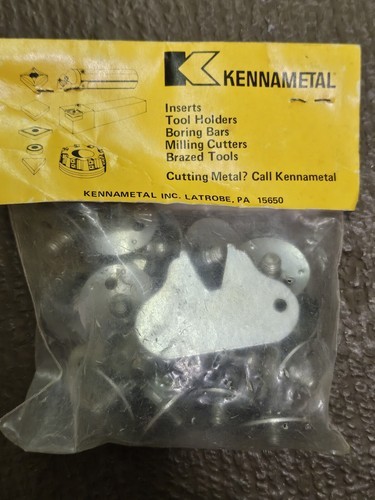 KENNAMETAL
Inserts
Tool Holders
Boring Bars
Milling Cutters
Brazed Tools
Cutting Metal? Call Kennametal
KENNAMETAL INC. LATROBE, PA 15650